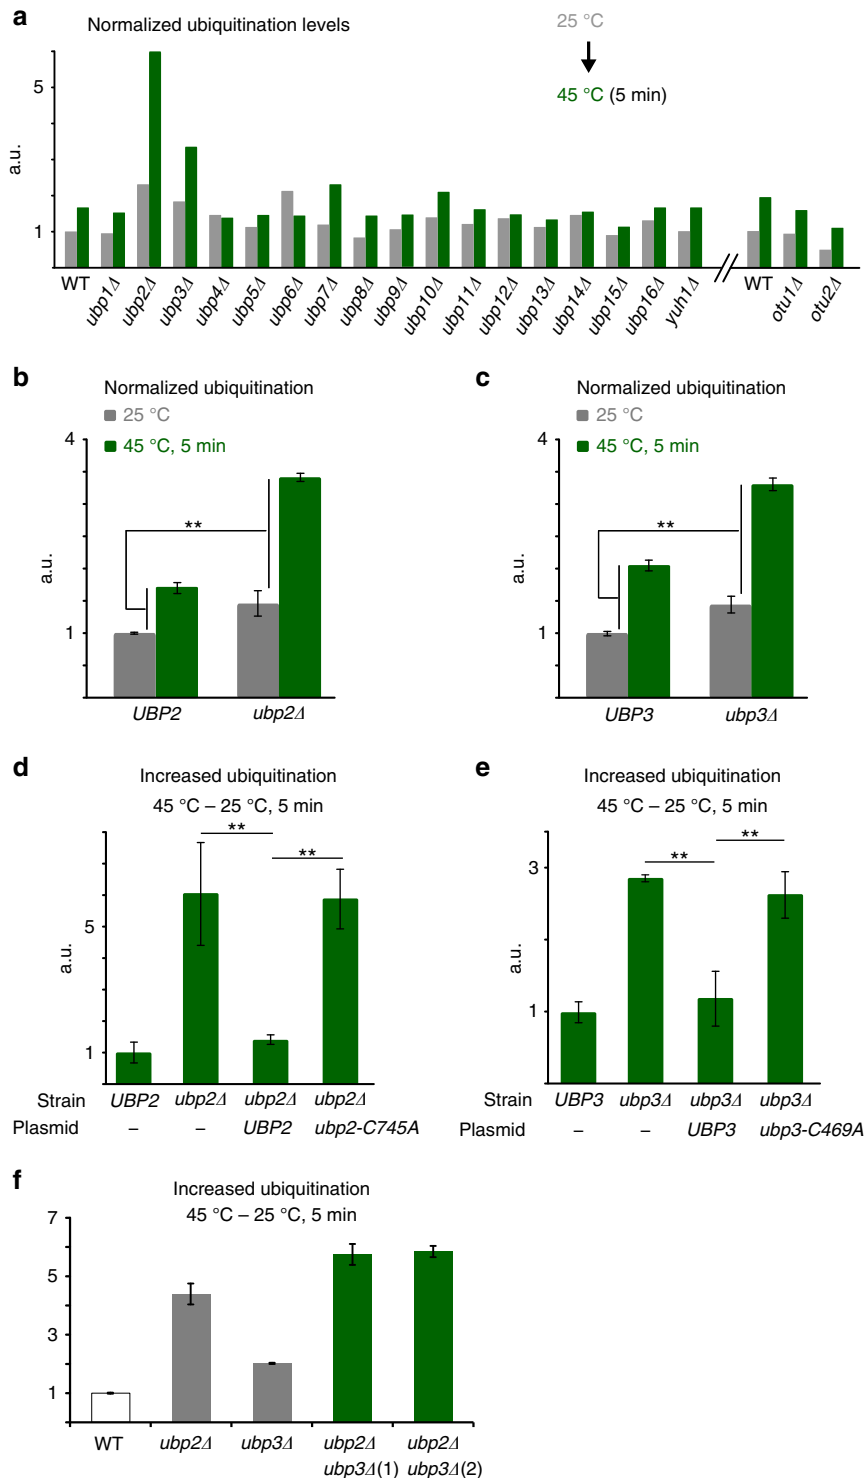 a
Normalized ubiquitination levels
25 °C
45 °C (5 min)
a.u.
5
1
WT ubp1Δ ubp2Δ ubp3Δ ubp4Δ ubp5Δ ubp6Δ ubp7Δ ubp8Δ ubp9Δ ubp10Δ ubp11Δ ubp12Δ ubp13Δ ubp14Δ ubp15Δ ubp16Δ yuh1Δ WT otu1Δ otu2Δ
b
Normalized ubiquitination
25 °C
45 °C, 5 min
a.u.
4
1
**
UBP2 ubp2Δ
c
Normalized ubiquitination
25 °C
45 °C, 5 min
a.u.
4
1
**
UBP3 ubp3Δ
d
Increased ubiquitination
45 °C – 25 °C, 5 min
a.u.
5
1
** **
Strain UBP2 ubp2Δ ubp2Δ ubp2Δ
Plasmid – – UBP2 ubp2-C745A
e
Increased ubiquitination
45 °C – 25 °C, 5 min
a.u.
3
1
** **
Strain UBP3 ubp3Δ ubp3Δ ubp3Δ
Plasmid – – UBP3 ubp3-C469A
f
Increased ubiquitination
45 °C – 25 °C, 5 min
7
5
3
1
WT ubp2Δ ubp3Δ ubp2Δ ubp2Δ
ubp3Δ(1) ubp3Δ(2)